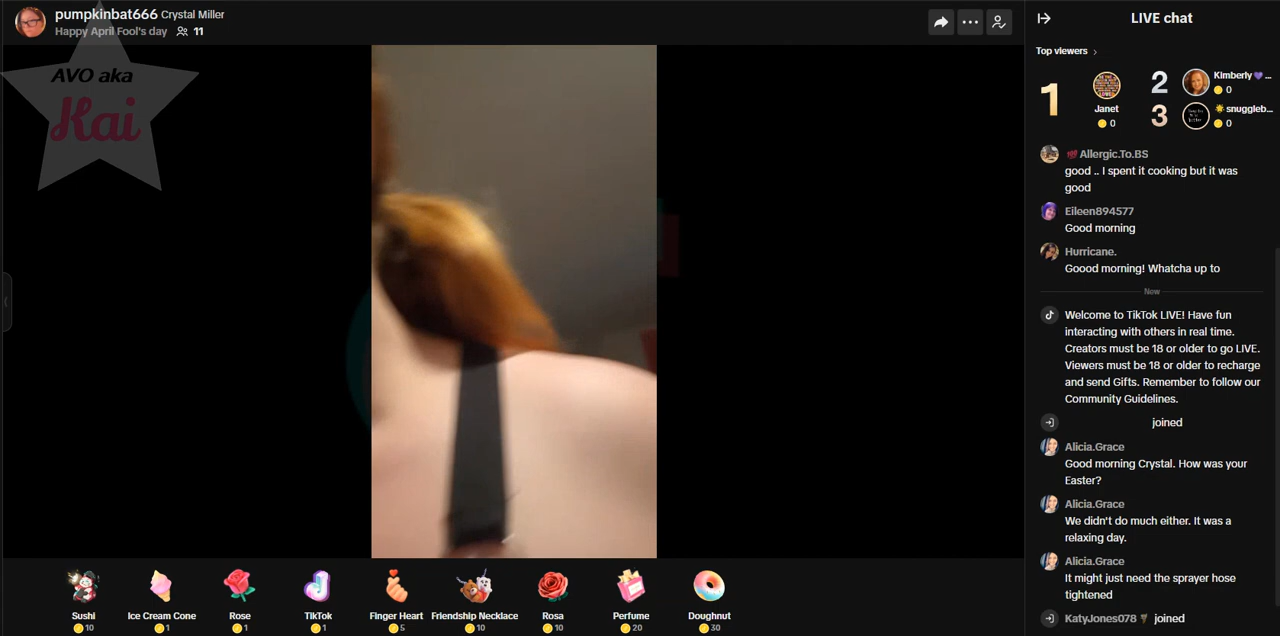 pumpkinbat666 Crystal Miller
Happy April Fool's day 11
AVO aka
Kai
LIVE chat
Top viewers
1
Janet
0
2
Kimberly 💜 ...
0
3
☀️ snuggleb...
0
💯 Allergic.To.BS
good .. I spent it cooking but it was
good
Eileen894577
Good morning
Hurricane.
Goood morning! Whatcha up to
New
Welcome to TikTok LIVE! Have fun
interacting with others in real time.
Creators must be 18 or older to go LIVE.
Viewers must be 18 or older to recharge
and send Gifts. Remember to follow our
Community Guidelines.
joined
Alicia.Grace
Good morning Crystal. How was your
Easter?
Alicia.Grace
We didn't do much either. It was a
relaxing day.
Alicia.Grace
It might just need the sprayer hose
tightened
KatyJones078 joined
Sushi Ice Cream Cone Rose TikTok Finger Heart Friendship Necklace Rosa Perfume Doughnut
10 1 1 1 5 10 10 20 30